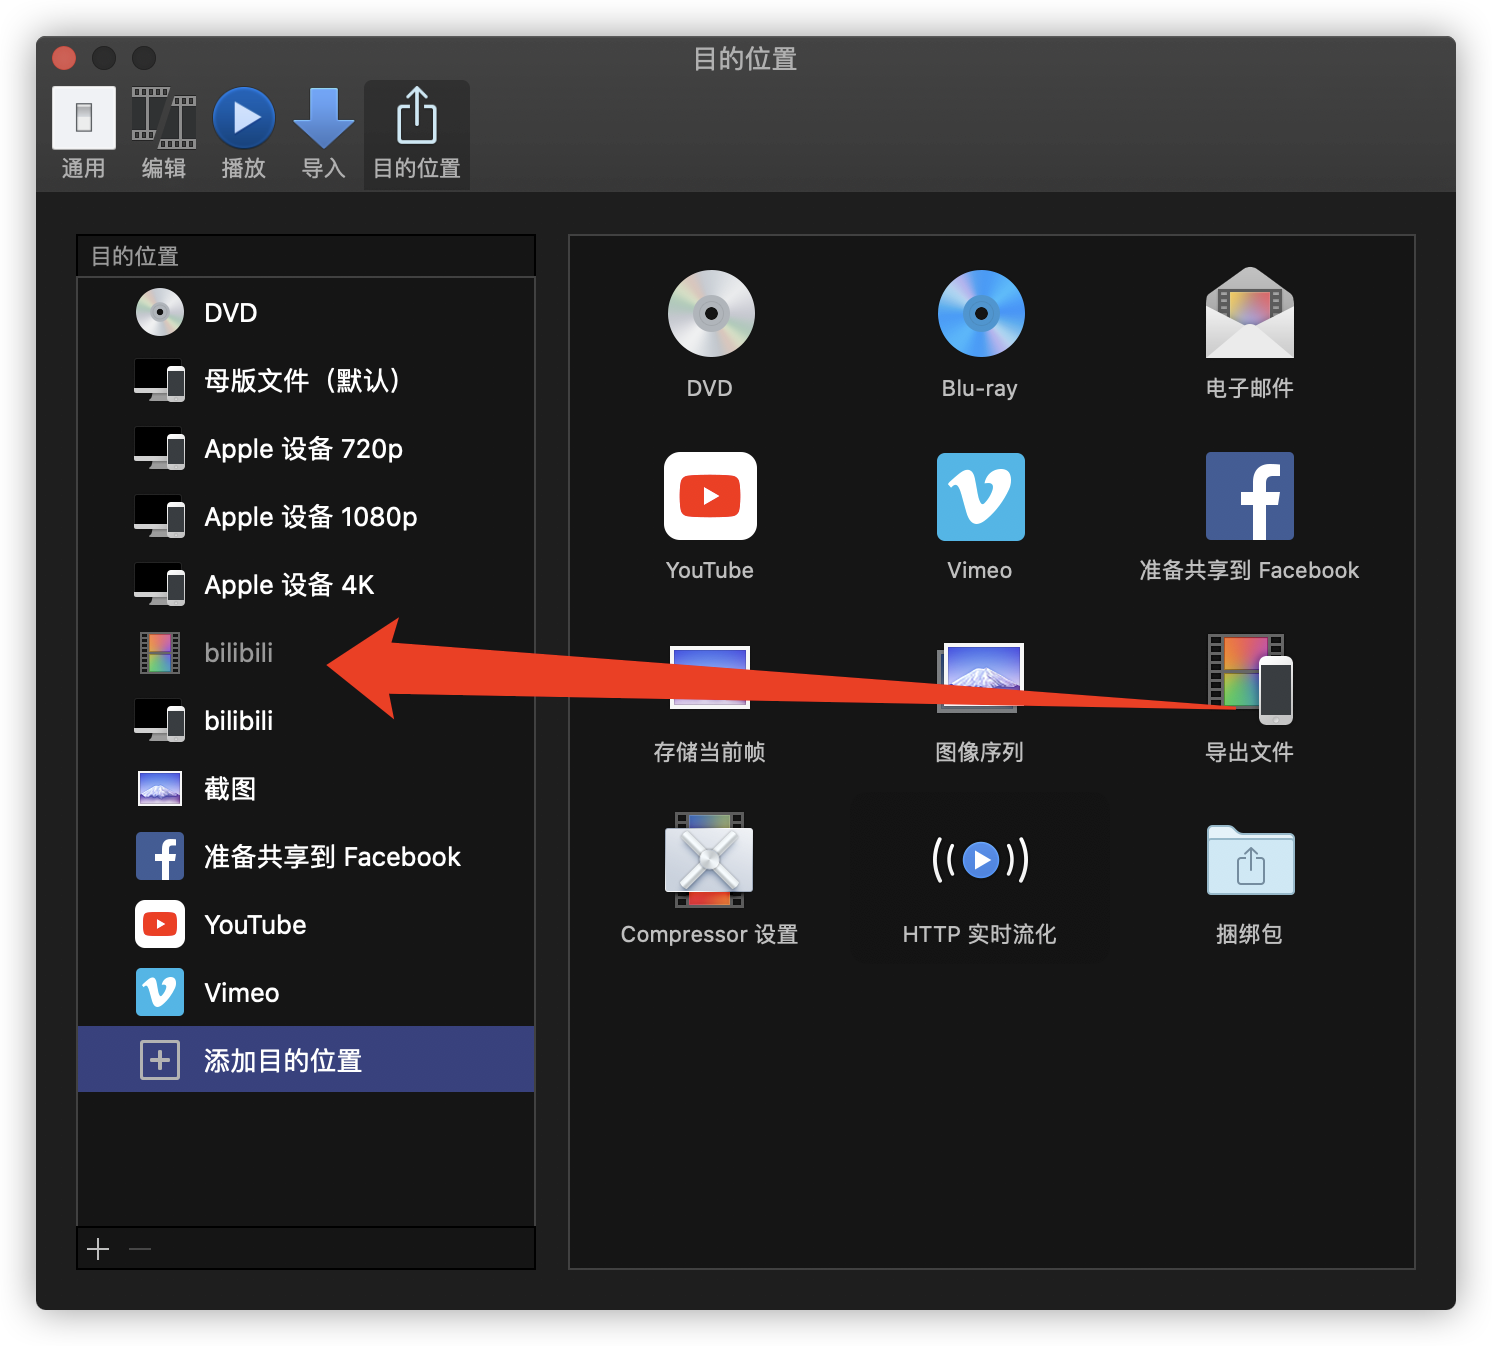 目的位置
通用
编辑
播放
导入
目的位置
目的位置
DVD
母版文件（默认）
Apple 设备 720p
Apple 设备 1080p
Apple 设备 4K
bilibili
bilibili
截图
准备共享到 Facebook
YouTube
Vimeo
添加目的位置
DVD
Blu-ray
电子邮件
YouTube
Vimeo
准备共享到 Facebook
存储当前帧
图像序列
导出文件
Compressor 设置
HTTP 实时流化
捆绑包